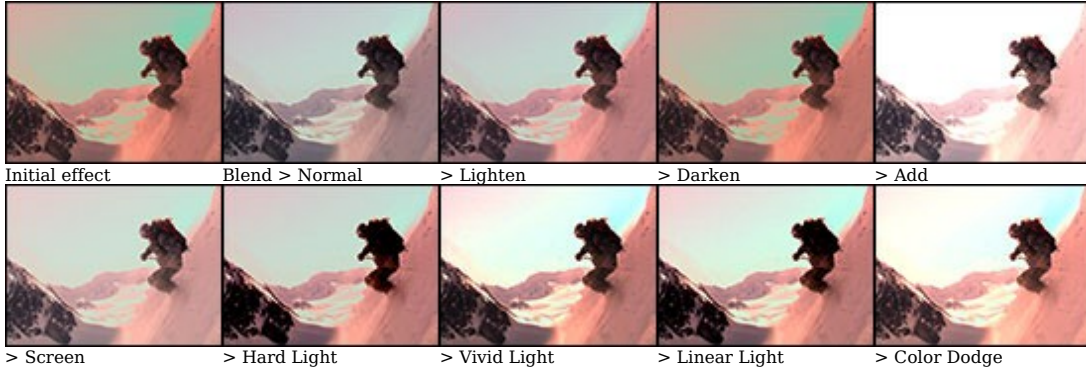 Initial effect
Blend > Normal
> Lighten
> Darken
> Add
> Screen
> Hard Light
> Vivid Light
> Linear Light
> Color Dodge